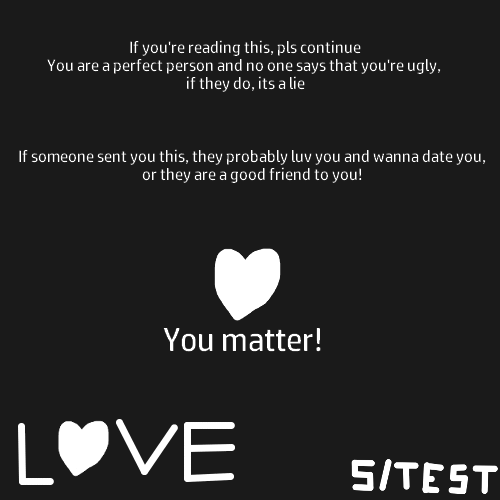 If you're reading this, pls continue
You are a perfect person and no one says that you're ugly,
if they do, its a lie
If someone sent you this, they probably luv you and wanna date you,
or they are a good friend to you!
You matter!
LOVE
S/TEST